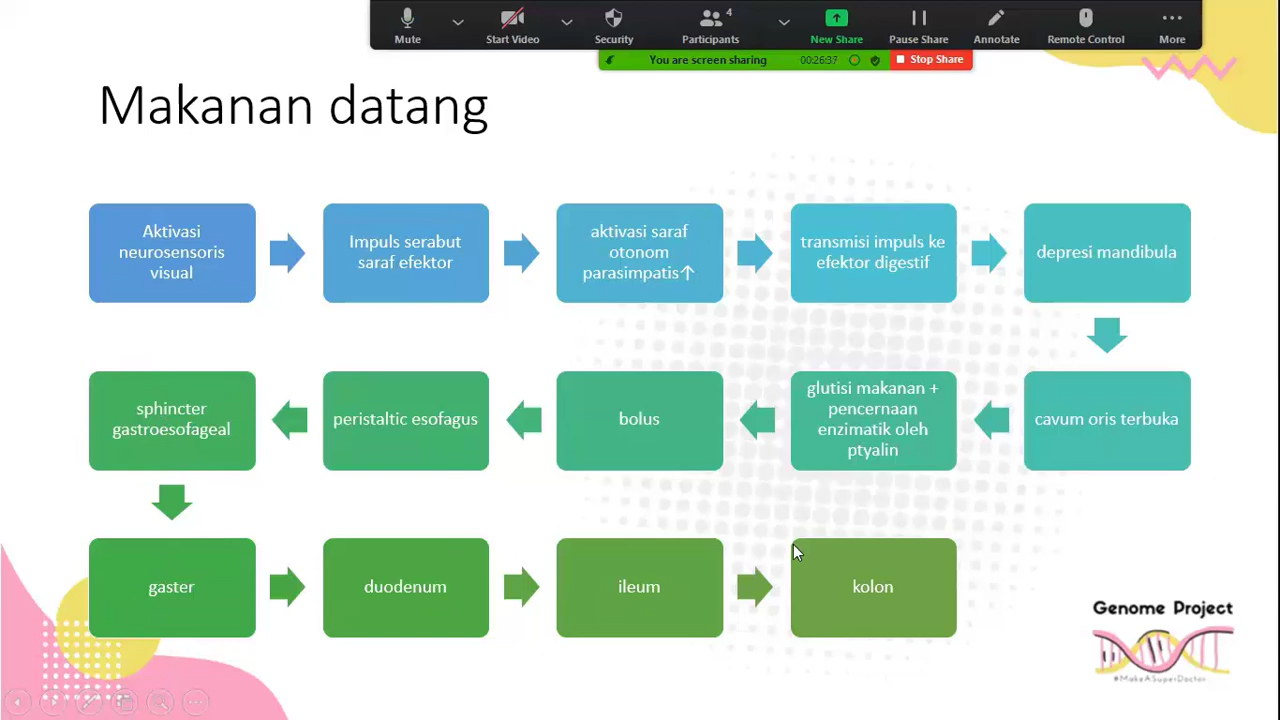 4
Mute
Start Video
Security
Participants
New Share
Pause Share
Annotate
Remote Control
More
You are screen sharing
00:26:37
Stop Share
Makanan datang
Aktivasi
neurosensoris
visual
Impuls serabut
saraf efektor
aktivasi saraf
otonom
parasimpatis↑
transmisi impuls ke
efektor digestif
depresi mandibula
cavum oris terbuka
glutisi makanan +
pencernaan
enzimatik oleh
ptyalin
bolus
peristaltic esofagus
sphincter
gastroesofageal
gaster
duodenum
ileum
kolon
Genome Project
#MakeASuperDoctor